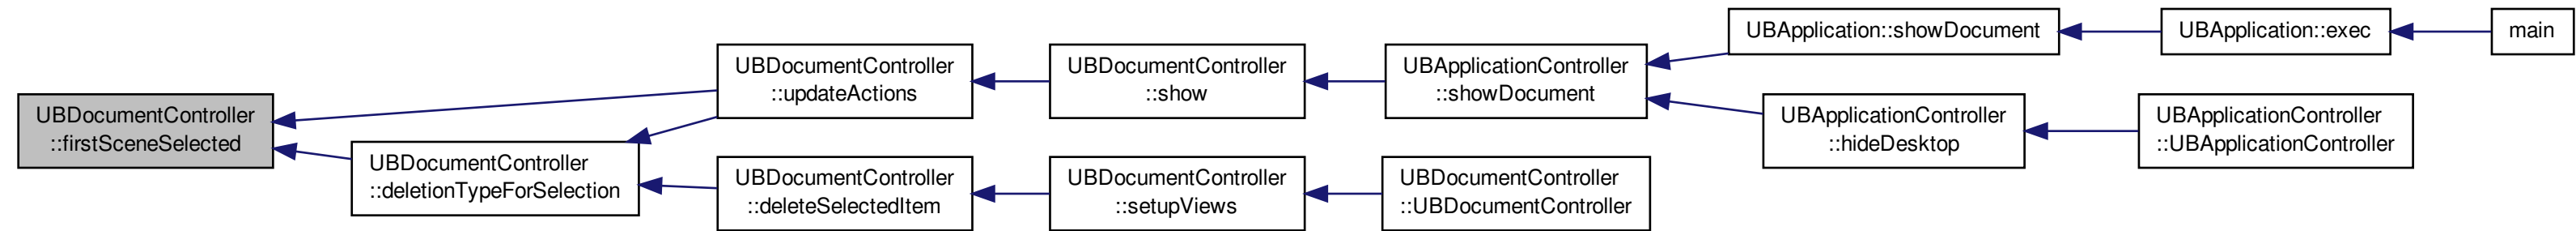 UBDocumentController
::firstSceneSelected
UBDocumentController
::deletionTypeForSelection
UBDocumentController
::updateActions
UBDocumentController
::deleteSelectedItem
UBDocumentController
::show
UBDocumentController
::setupViews
UBApplicationController
::showDocument
UBDocumentController
::UBDocumentController
UBApplication::showDocument
UBApplicationController
::hideDesktop
UBApplication::exec
UBApplicationController
::UBApplicationController
main